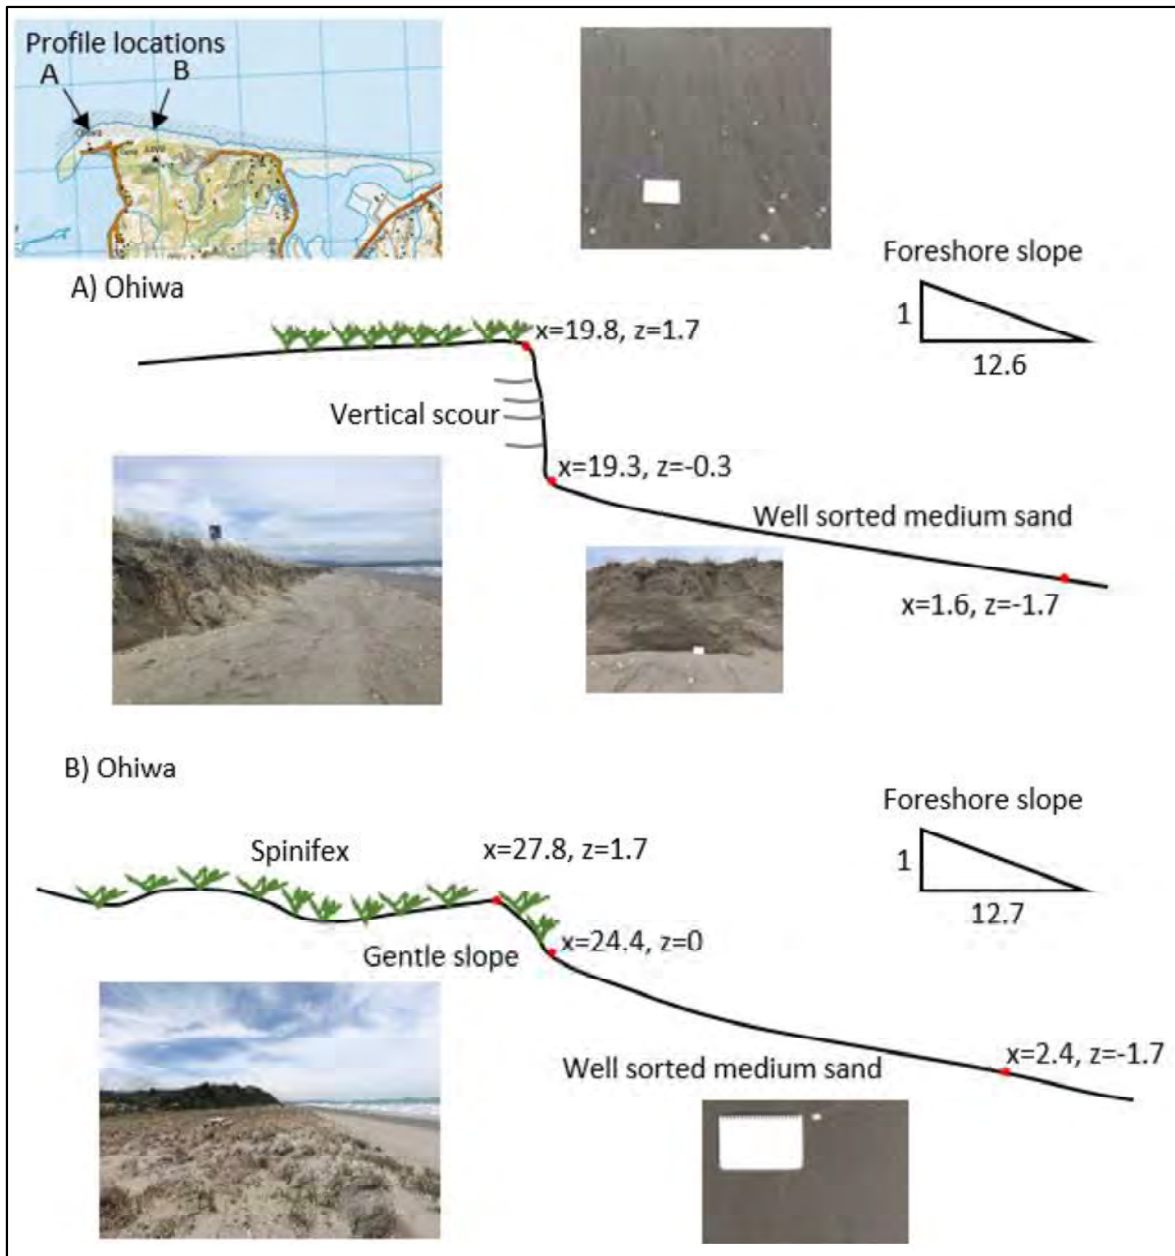 Profile locations
A
B
Ohiwa
A) Ohiwa
Foreshore slope
1
12.6
x=19.8, z=1.7
Vertical scour
x=19.3, z=-0.3
Well sorted medium sand
x=1.6, z=-1.7
B) Ohiwa
Foreshore slope
1
12.7
Spinifex
x=27.8, z=1.7
x=24.4, z=0
Gentle slope
x=2.4, z=-1.7
Well sorted medium sand